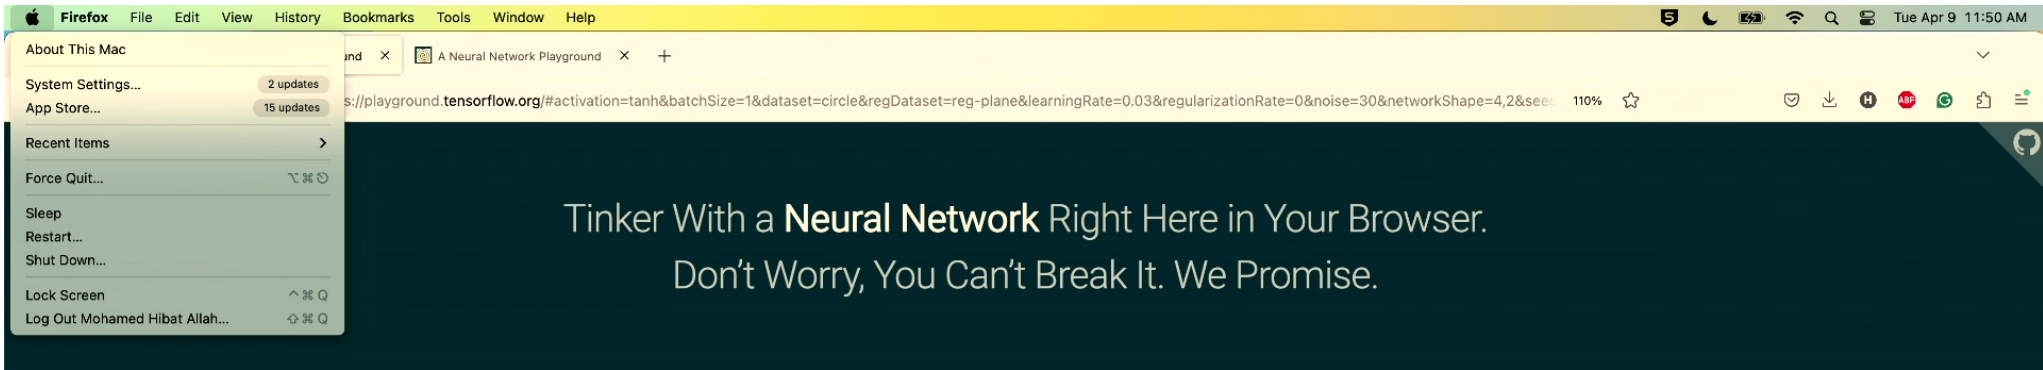 Firefox File Edit View History Bookmarks Tools Window Help Tue Apr 9 11:50 AM
About This Mac
System Settings... 2 updates
App Store... 15 updates
Recent Items
Force Quit... ⌥⌘⎋
Sleep
Restart...
Shut Down...
Lock Screen ^⌘Q
Log Out Mohamed Hibat Allah... ⇧⌘Q
A Neural Network Playground
s://playground.tensorflow.org/#activation=tanh&batchSize=1&dataset=circle&regDataset=reg-plane&learningRate=0.03&regularizationRate=0&noise=30&networkShape=4,2&seed 110%
H ABP G
Tinker With a Neural Network Right Here in Your Browser.
Don't Worry, You Can't Break It. We Promise.